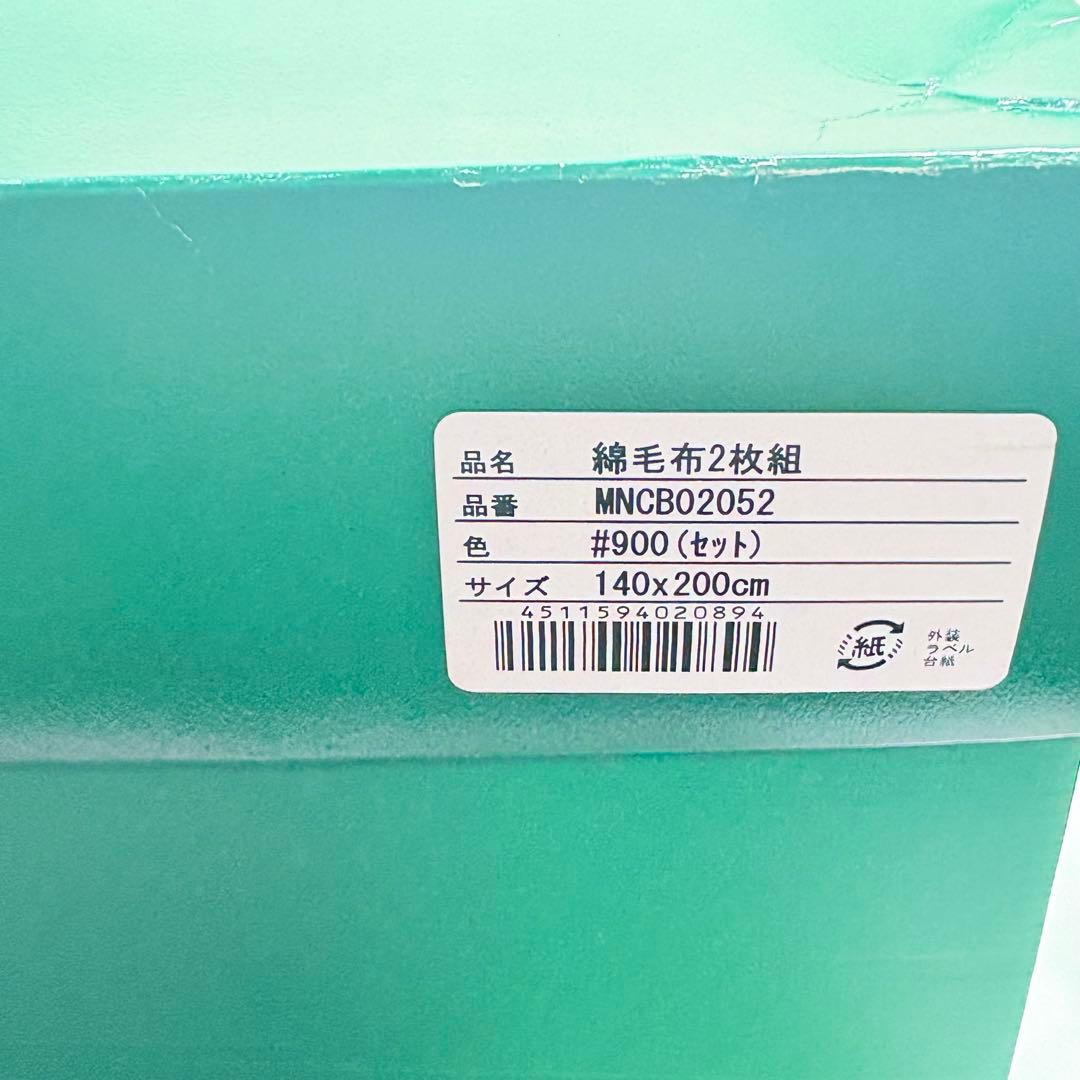 品名 綿毛布2枚組
品番 MNCB02052
色 #900(セット)
サイズ 140x200cm
4511594020894
紙
外装
ラベル
台紙